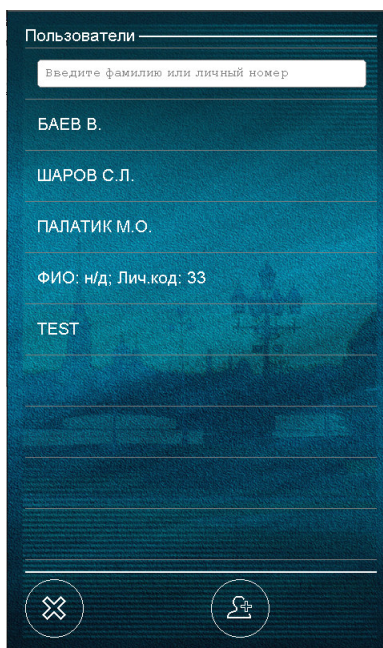 Пользователи
Введите фамилию или личный номер
БАЕВ В.
ШАРОВ С.Л.
ПАЛАТИК М.О.
ФИО: н/д; Лич.код: 33
TEST